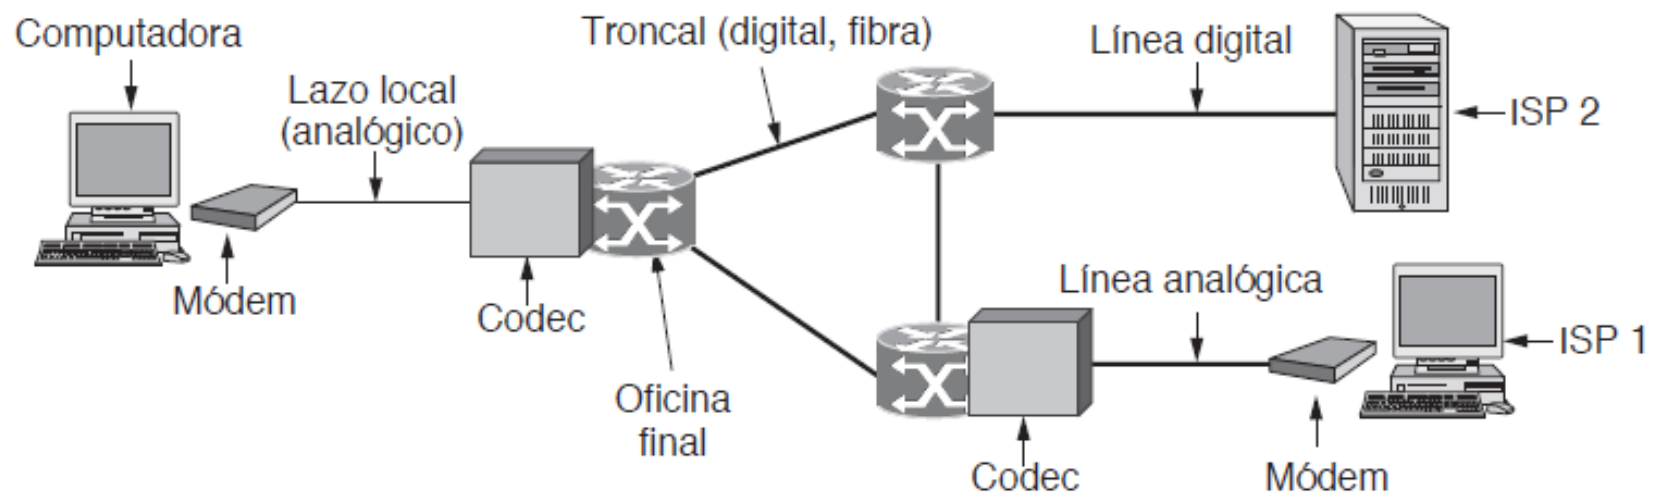 Computadora
Troncal (digital, fibra)
Línea digital
Lazo local
(analógico)
ISP 2
Módem
Codec
Línea analógica
ISP 1
Oficina
final
Codec
Módem